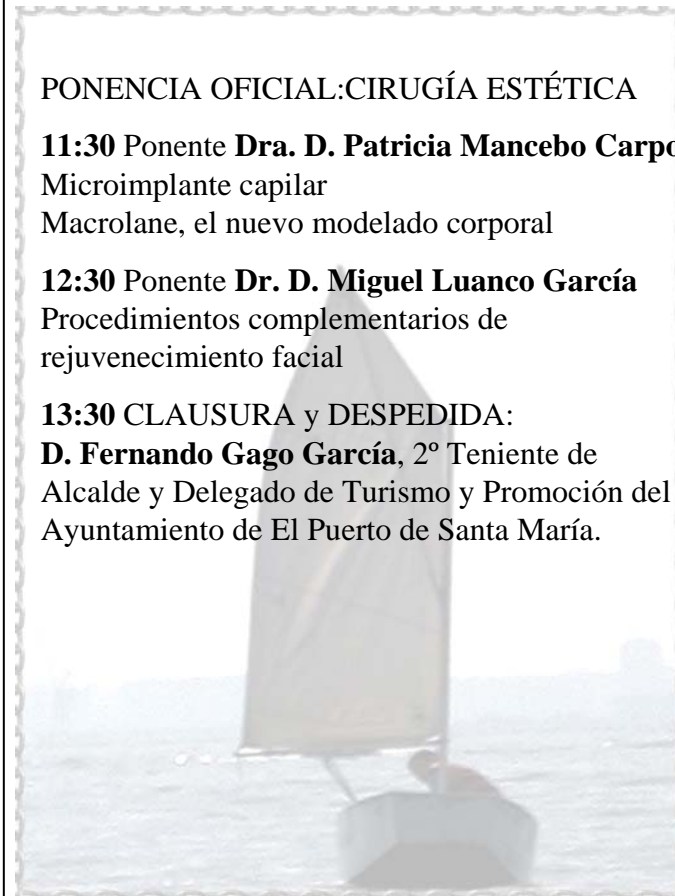 PONENCIA OFICIAL:CIRUGÍA ESTÉTICA
11:30 Ponente Dra. D. Patricia Mancebo
Microimplante capilar
Macrolane, el nuevo modelado corporal
12:30 Ponente Dr. D. Miguel Luanco García
Procedimientos complementarios de
rejuvenecimiento facial
13:30 CLAUSURA y DESPEDIDA:
D. Fernando Gago García, 2º Teniente de
Alcalde y Delegado de Turismo y Promoción del
Ayuntamiento de El Puerto de Santa María.